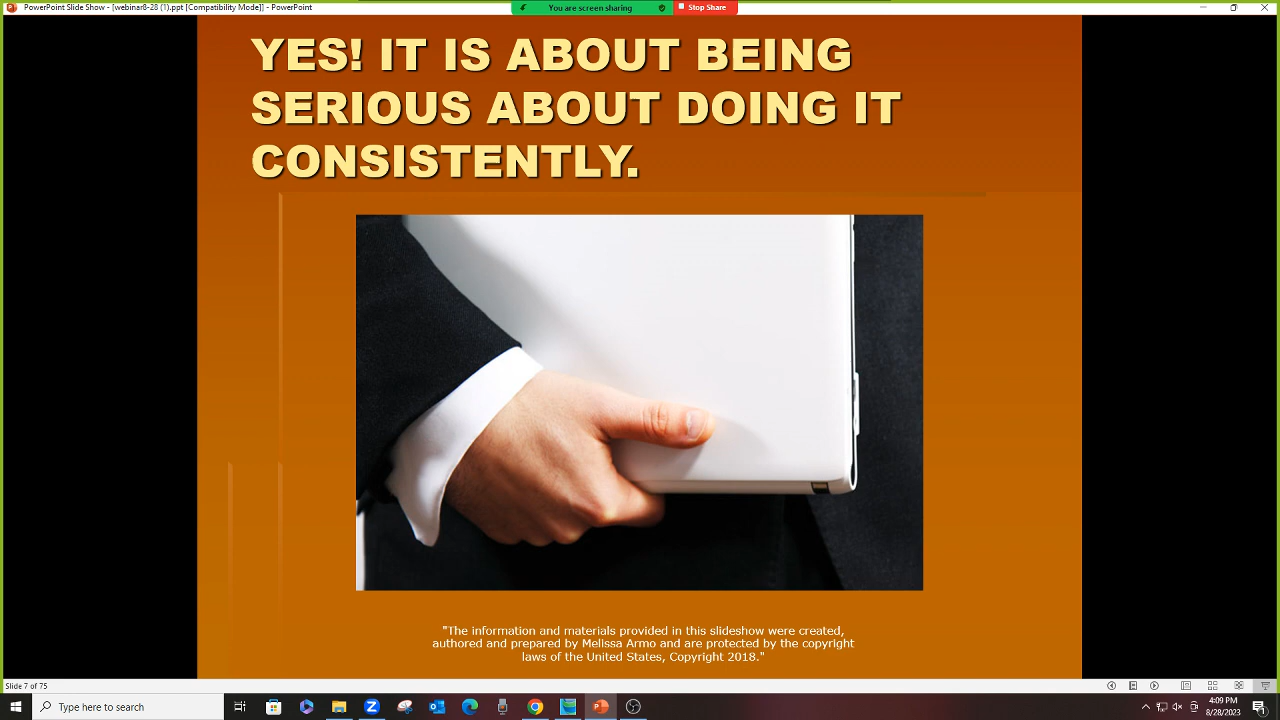 PowerPoint Slide Show - [webinar8-28 (1).ppt [Compatibility Mode]] - PowerPoint
You are screen sharing
Stop Share
YES! IT IS ABOUT BEING
SERIOUS ABOUT DOING IT
CONSISTENTLY.
"The information and materials provided in this slideshow were created,
authored and prepared by Melissa Armo and are protected by the copyright
laws of the United States, Copyright 2018."
Slide 7 of 75
Type here to search
4:09 PM
8/28/2023